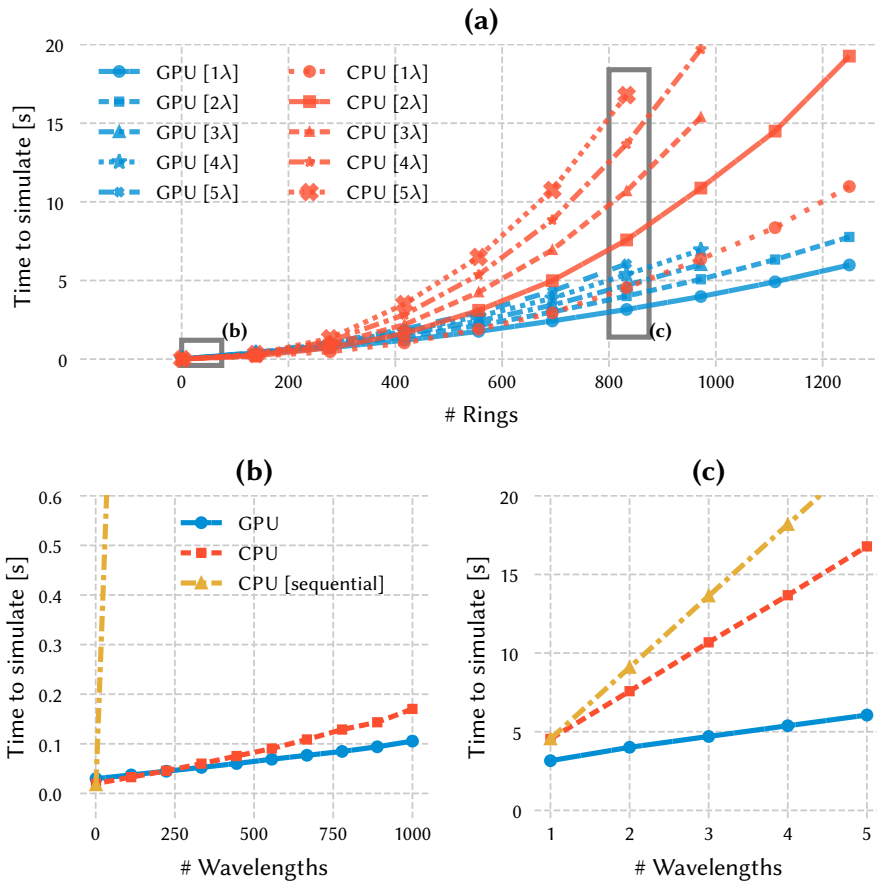 (a)
Time to simulate [s]
20
15
10
5
0
GPU [1λ]
GPU [2λ]
GPU [3λ]
GPU [4λ]
GPU [5λ]
CPU [1λ]
CPU [2λ]
CPU [3λ]
CPU [4λ]
CPU [5λ]
(b)
(c)
0 200 400 600 800 1000 1200
# Rings
(b)
Time to simulate [s]
0.6
0.5
0.4
0.3
0.2
0.1
0.0
GPU
CPU
CPU [sequential]
0 250 500 750 1000
# Wavelengths
(c)
Time to simulate [s]
20
15
10
5
0
1 2 3 4 5
# Wavelengths